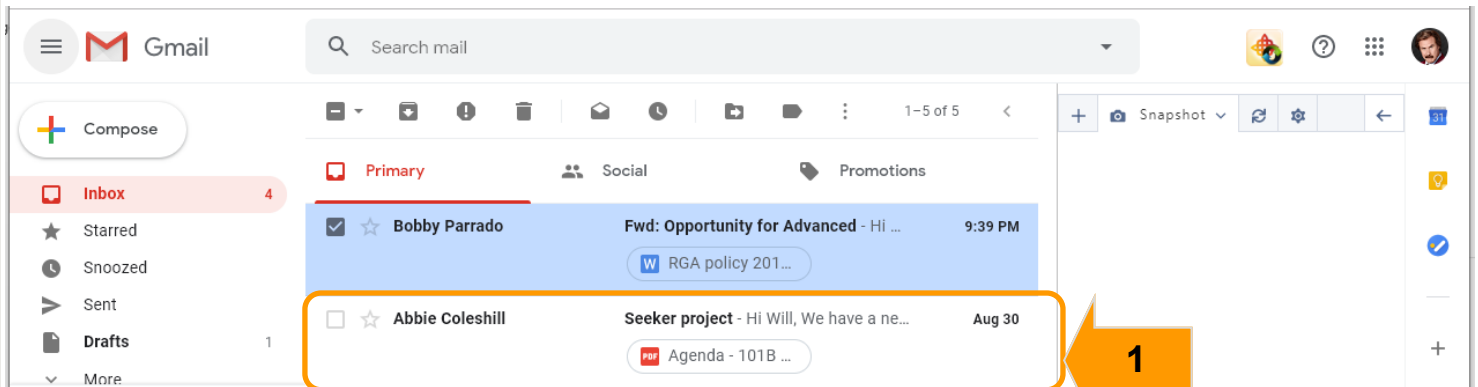 Gmail
Search mail
Compose
1–5 of 5
Snapshot
31
Primary
Social
Promotions
Inbox 4
Starred
Snoozed
Sent
Drafts 1
More
Bobby Parrado Fwd: Opportunity for Advanced - Hi ... 9:39 PM
W RGA policy 201...
Abbie Coleshill Seeker project - Hi Will, We have a ne... Aug 30
PDF Agenda - 101B ...
1